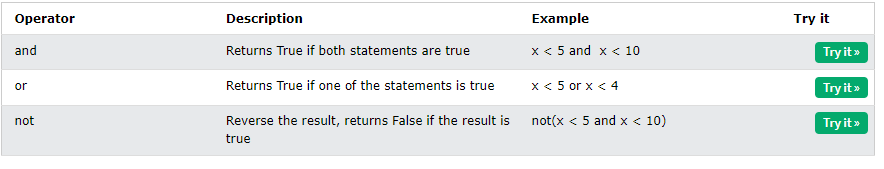 Operator Description Example Try it
and Returns True if both statements are true x < 5 and  x < 10 Try it »
or Returns True if one of the statements is true x < 5 or x < 4 Try it »
not Reverse the result, returns False if the result is not(x < 5 and x < 10) Try it »
true